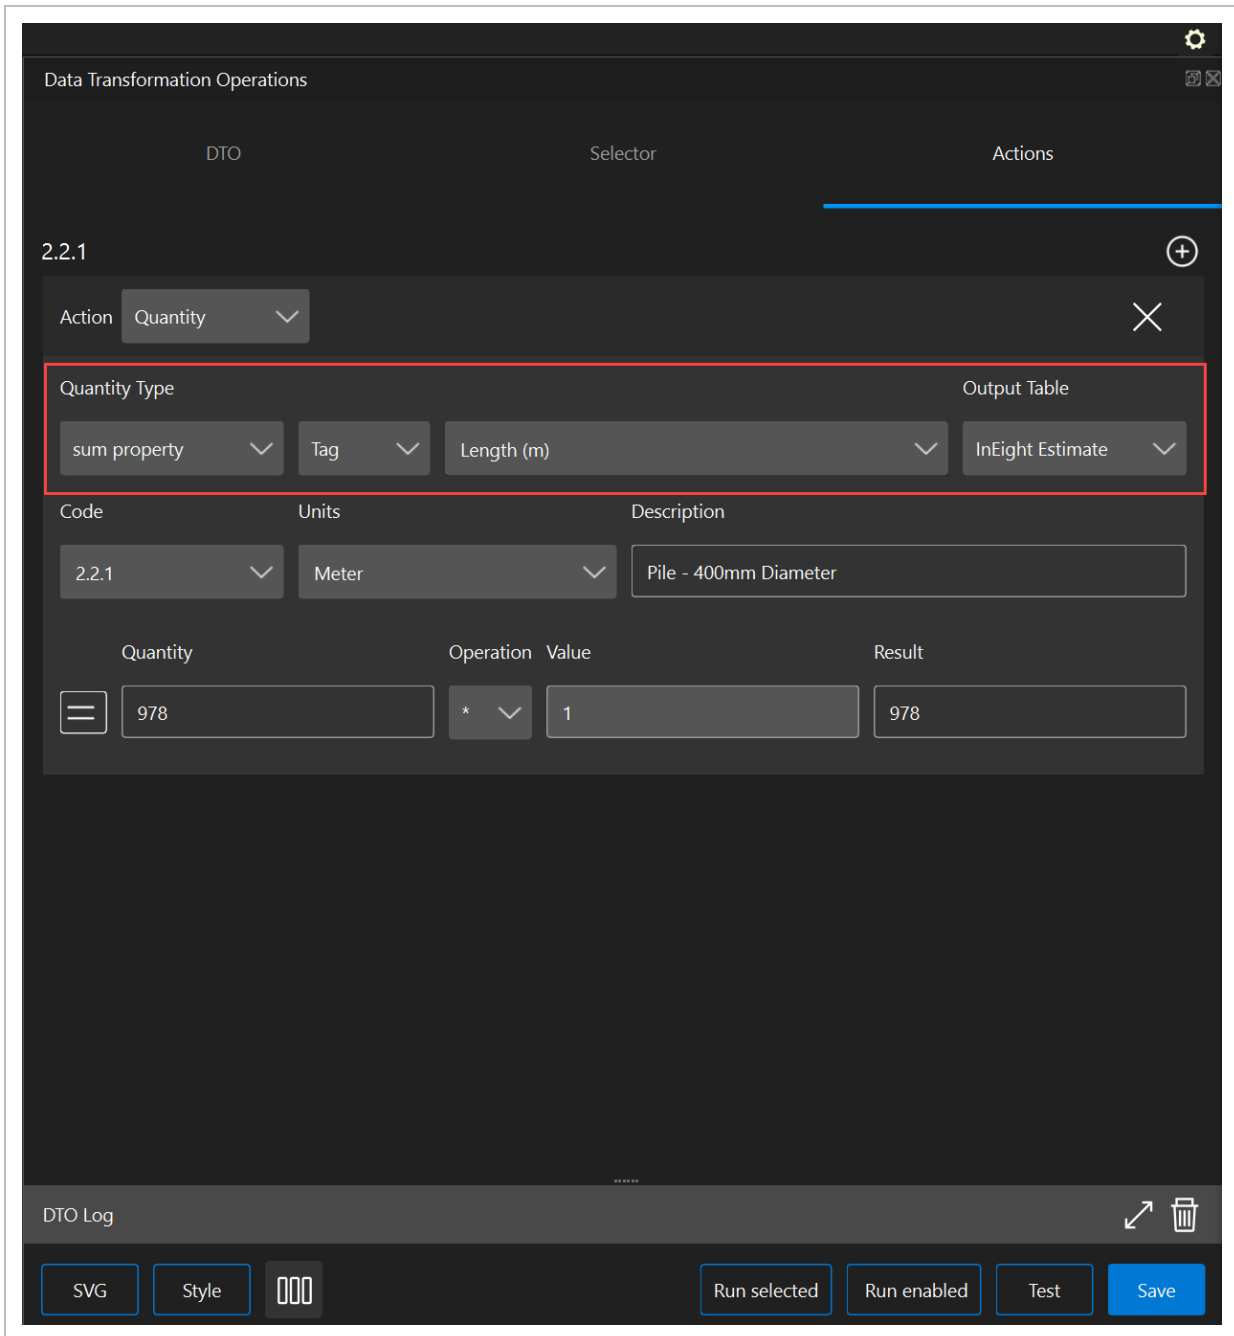 Data Transformation Operations
DTO Selector Actions
2.2.1
Action Quantity
Quantity Type Output Table
sum property Tag Length (m) InEight Estimate
Code Units Description
2.2.1 Meter Pile - 400mm Diameter
Quantity Operation Value Result
978 * 1 978
DTO Log
SVG Style Run selected Run enabled Test Save